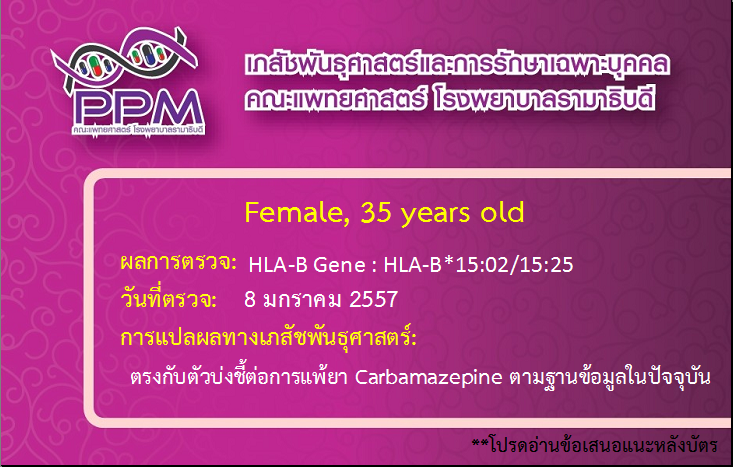 เภสัชพันธุศาสตร์และการรักษาเฉพาะบุคคล
คณะแพทยศาสตร์ โรงพยาบาลรามาธิบดี
PPM
คณะแพทยศาสตร์ โรงพยาบาลรามาธิบดี
Female, 35 years old
ผลการตรวจ: HLA-B Gene : HLA-B*15:02/15:25
วันที่ตรวจ: 8 มกราคม 2557
การแปลผลทางเภสัชพันธุศาสตร์:
ตรงกับตัวบ่งชี้ต่อการแพ้ยา Carbamazepine ตามฐานข้อมูลในปัจจุบัน
**โปรดอ่านข้อเสนอแนะหลังบัตร